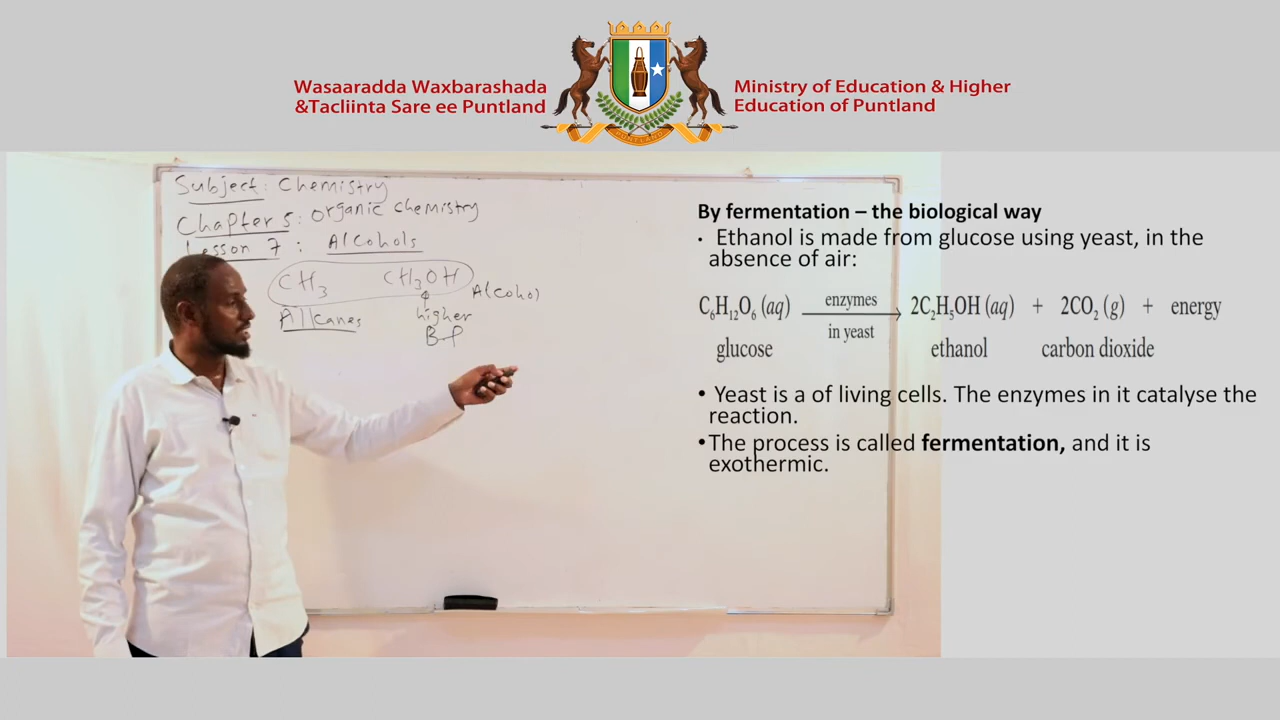 Wasaaradda Waxbarashada
&Tacliinta Sare ee Puntland
Ministry of Education & Higher
Education of Puntland
PUNTLAND
Subject: Chemistry
Chapter 5: Organic chemistry
Lesson 7 : Alcohols
CH₃ CH₃OH
Alcohol
Alkanes
higher
B-P
By fermentation – the biological way
• Ethanol is made from glucose using yeast, in the
absence of air:
C₆H₁₂O₆ (aq) enzymes in yeast → 2C₂H₅OH (aq) + 2CO₂ (g) + energy
glucose ethanol carbon dioxide
• Yeast is a of living cells. The enzymes in it catalyse the
reaction.
•The process is called fermentation, and it is
exothermic.